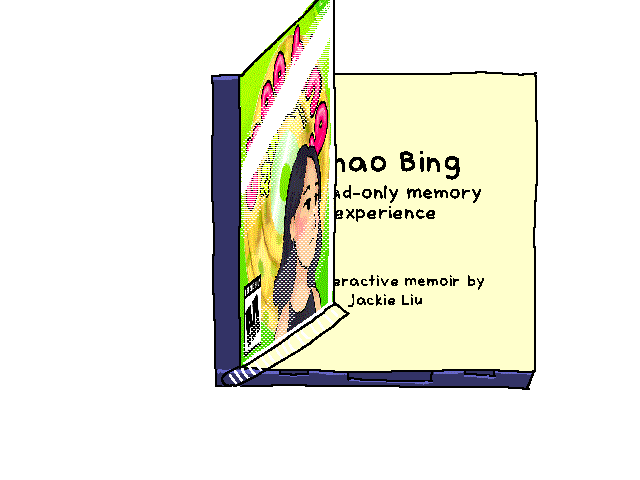 hao Bing
ad-only memory
experience
eractive memoir by
Jackie Liu